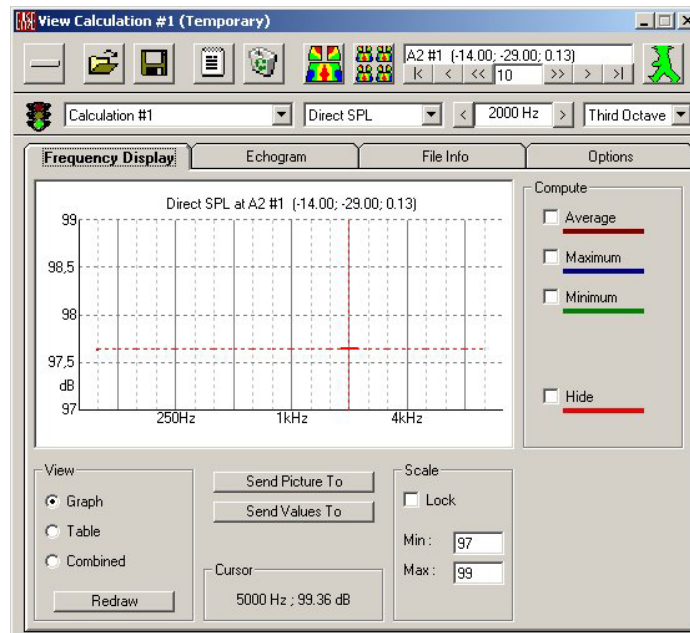 View Calculation #1 (Temporary)
A2 #1 (-14.00; -29.00; 0.13)
|< < << 10 >> > >|
Calculation #1 Direct SPL < 2000 Hz > Third Octave
Frequency Display Echogram File Info Options
Direct SPL at A2 #1 (-14.00; -29.00; 0.13)
99
98,5
98
97,5
dB
97
250Hz 1kHz 4kHz
Compute
Average
Maximum
Minimum
Hide
View
Graph
Table
Combined
Redraw
Send Picture To
Send Values To
Cursor
5000 Hz ; 99.36 dB
Scale
Lock
Min : 97
Max : 99